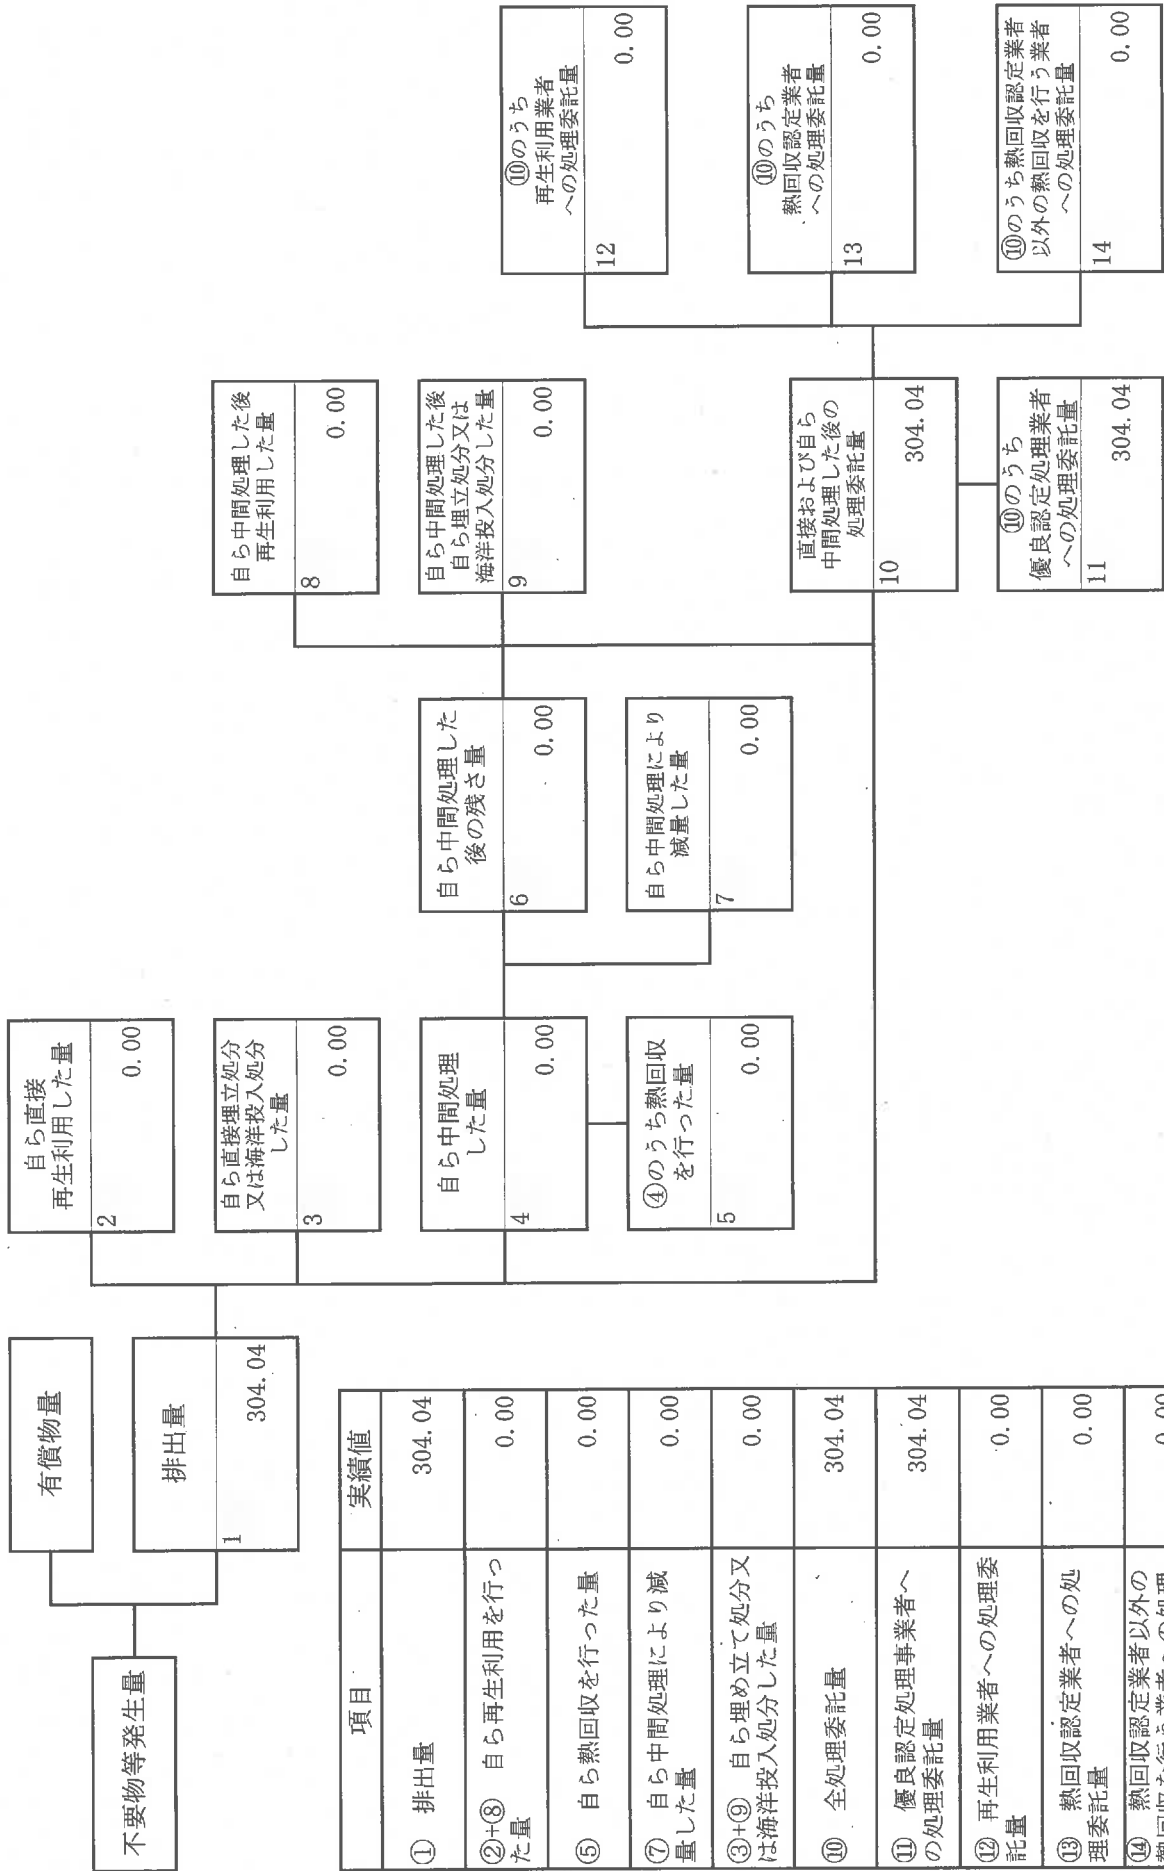 不要物等発生量
有償物量
排出量
1
304.04
自ら直接
再生利用した量
2
0.00
自ら直接埋立処分
又は海洋投入処分
した量
3
0.00
自ら中間処理
した量
4
0.00
④のうち熱回収
を行った量
5
0.00
自ら中間処理した
後の残さ量
6
0.00
自ら中間処理により
減量した量
7
0.00
自ら中間処理した後
再生利用した量
8
0.00
自ら中間処理した後
自ら埋立処分又は
海洋投入処分した量
9
0.00
直接および自ら
中間処理した後の
処理委託量
10
304.04
⑩のうち
優良認定処理業者
への処理委託量
11
304.04
⑩のうち
再生利用業者
への処理委託量
12
0.00
⑩のうち
熱回収認定業者
への処理委託量
13
0.00
⑩のうち熱回収認定業者
以外の熱回収を行う業者
への処理委託量
14
0.00
項目 実績値
① 排出量 304.04
②+⑧ 自ら再生利用を行っ
た量 0.00
⑤ 自ら熱回収を行った量 0.00
⑦ 自ら中間処理により減
量した量 0.00
③+⑨ 自ら埋め立て処分又
は海洋投入処分した量 0.00
⑩ 全処理委託量 304.04
⑪ 優良認定処理事業者へ
の処理委託量 304.04
⑫ 再生利用業者への処理委
託量 0.00
⑬ 熱回収認定業者への処
理委託量 0.00
⑭ 熱回収認定業者以外の
熱回収を行う業者への処理
0.00